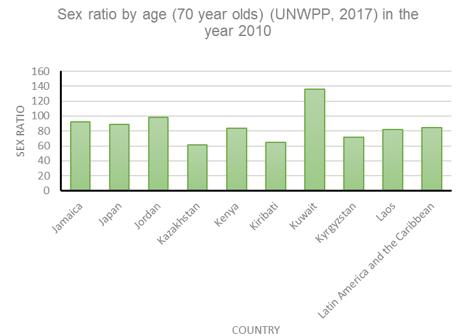 Sex ratio by age (70 year olds) (UNWPP, 2017) in the
year 2010
160
140
120
100
80
60
40
20
0
SEX RATIO
Jamaica
Japan
Jordan
Kazakhstan
Kenya
Kiribati
Kuwait
Kyrgyzstan
Laos
Latin America and the Caribbean
COUNTRY